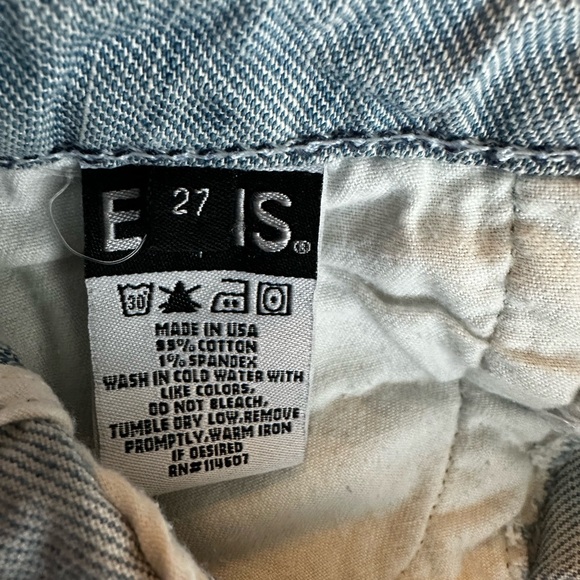 E 27 IS®
30
MADE IN USA
99% COTTON
1% SPANDEX
WASH IN COLD WATER WITH
LIKE COLORS,
DO NOT BLEACH,
TUMBLE DRY LOW,REMOVE
PROMPTLY,WARM IRON
IF DESIRED
RN#114607